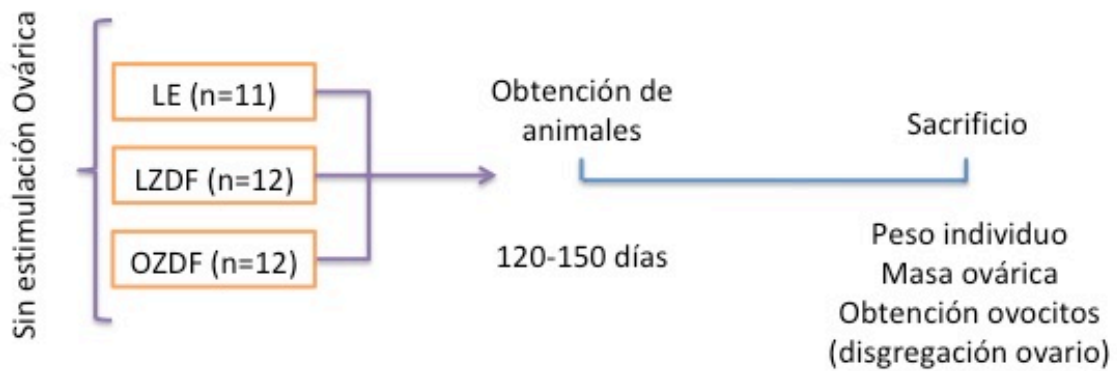 Sin estimulación Ovárica
LE (n=11)
LZDF (n=12)
OZDF (n=12)
Obtención de
animales
120-150 días
Sacrificio
Peso individuo
Masa ovárica
Obtención ovocitos
(disgregación ovario)